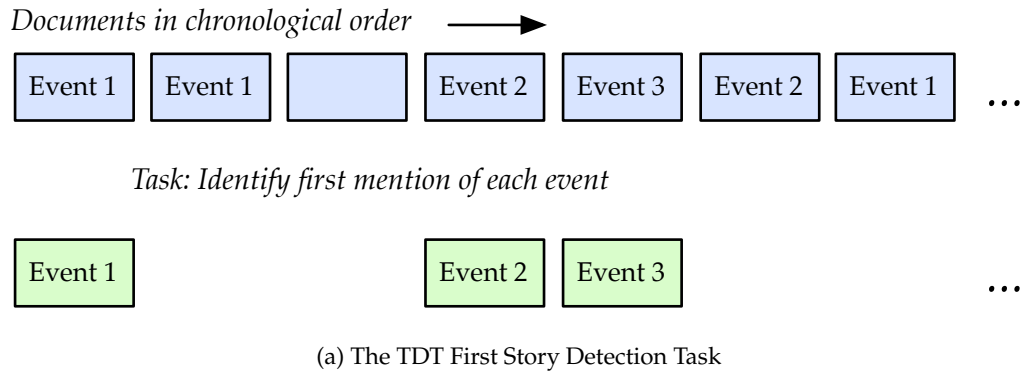 Documents in chronological order
Event 1 Event 1 Event 2 Event 3 Event 2 Event 1 ...
Task: Identify first mention of each event
Event 1 Event 2 Event 3 ...
(a) The TDT First Story Detection Task